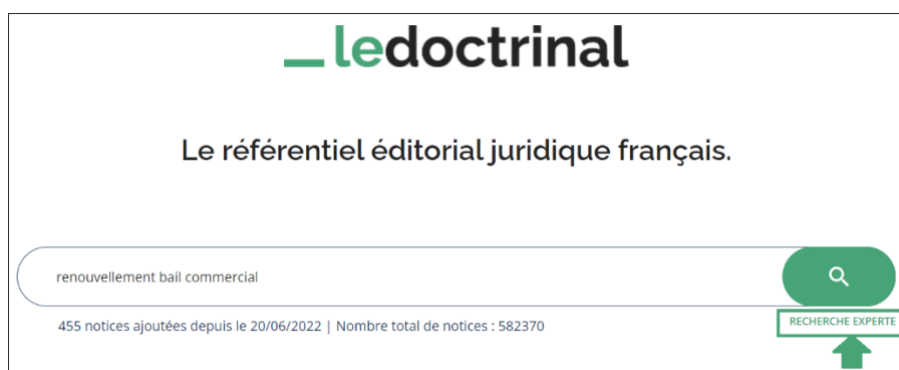 ledoctrinal
Le référentiel éditorial juridique français.
renouvellement bail commercial
455 notices ajoutées depuis le 20/06/2022 | Nombre total de notices : 582370
RECHERCHE EXPERTE